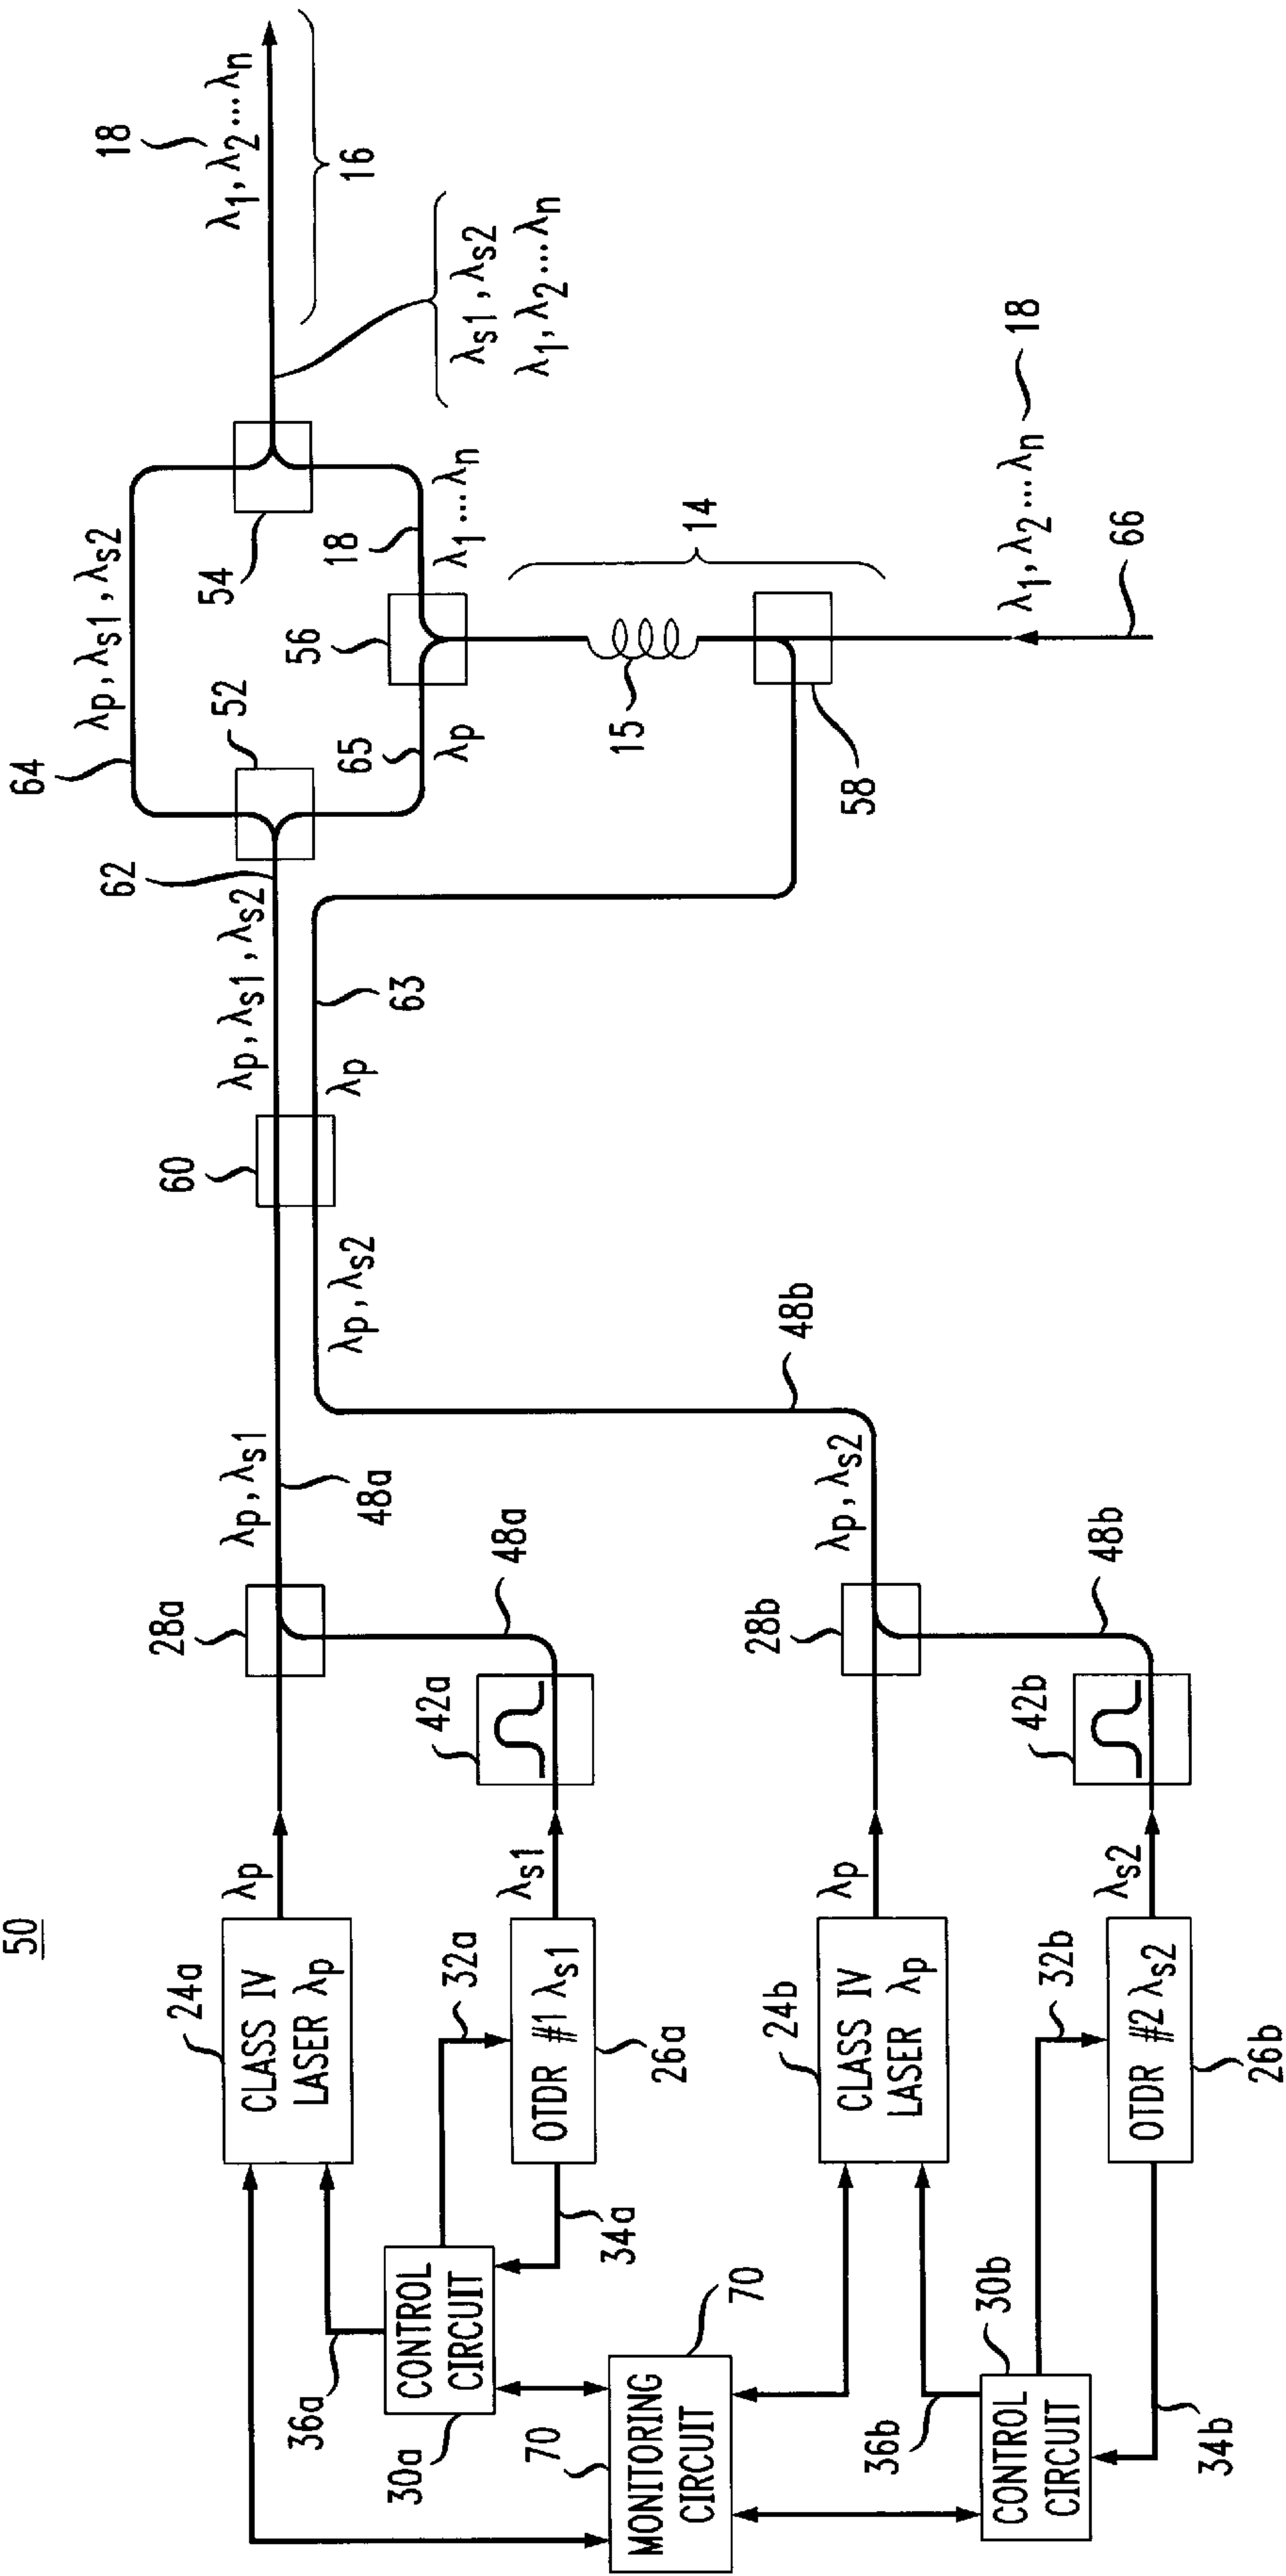 50
24a
CLASS IV
LASER λp
λp
28a
λp, λs1
48a
60
λp, λs1, λs2
62
52
64
λp, λs1, λs2
54
λ1, λ2...λn
18
16
λs1, λs2
λ1, λ2...λn
36a
CONTROL
CIRCUIT
30a
32a
OTDR #1 λs1
26a
34a
λs1
42a
48a
λp, λs2
λp
63
65
λp
56
18
λ1...λn
15
14
58
λ1, λ2...λn
18
66
70
MONITORING
CIRCUIT
70
24b
CLASS IV
LASER λp
λp
28b
λp, λs2
48b
36b
CONTROL
CIRCUIT
30b
32b
OTDR #2 λs2
26b
34b
λs2
42b
48b